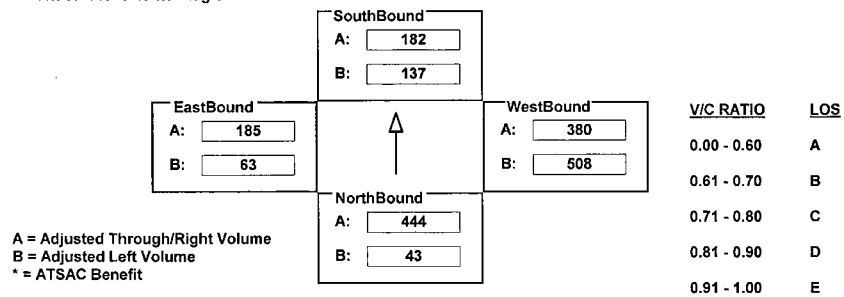 SouthBound
A: 182
B: 137
EastBound
A: 185
B: 63
WestBound
A: 380
B: 508
NorthBound
A: 444
B: 43
A = Adjusted Through/Right Volume
B = Adjusted Left Volume
* = ATSAC Benefit
V/C RATIO LOS
0.00 - 0.60 A
0.61 - 0.70 B
0.71 - 0.80 C
0.81 - 0.90 D
0.91 - 1.00 E